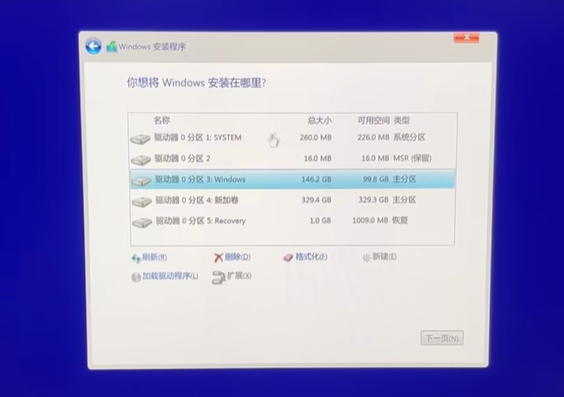 Windows 安装程序
你想将 Windows 安装在哪里?
名称 总大小 可用空间 类型
驱动器 0 分区 1: SYSTEM 260.0 MB 226.0 MB 系统分区
驱动器 0 分区 2 16.0 MB 16.0 MB MSR (保留)
驱动器 0 分区 3: Windows 146.2 GB 99.8 GB 主分区
驱动器 0 分区 4: 新加卷 329.4 GB 329.3 GB 主分区
驱动器 0 分区 5: Recovery 1.0 GB 1009.0 MB 恢复
刷新(R) 删除(D) 格式化(F) 新建(E)
加载驱动程序(L) 扩展(X)
下一页(N)